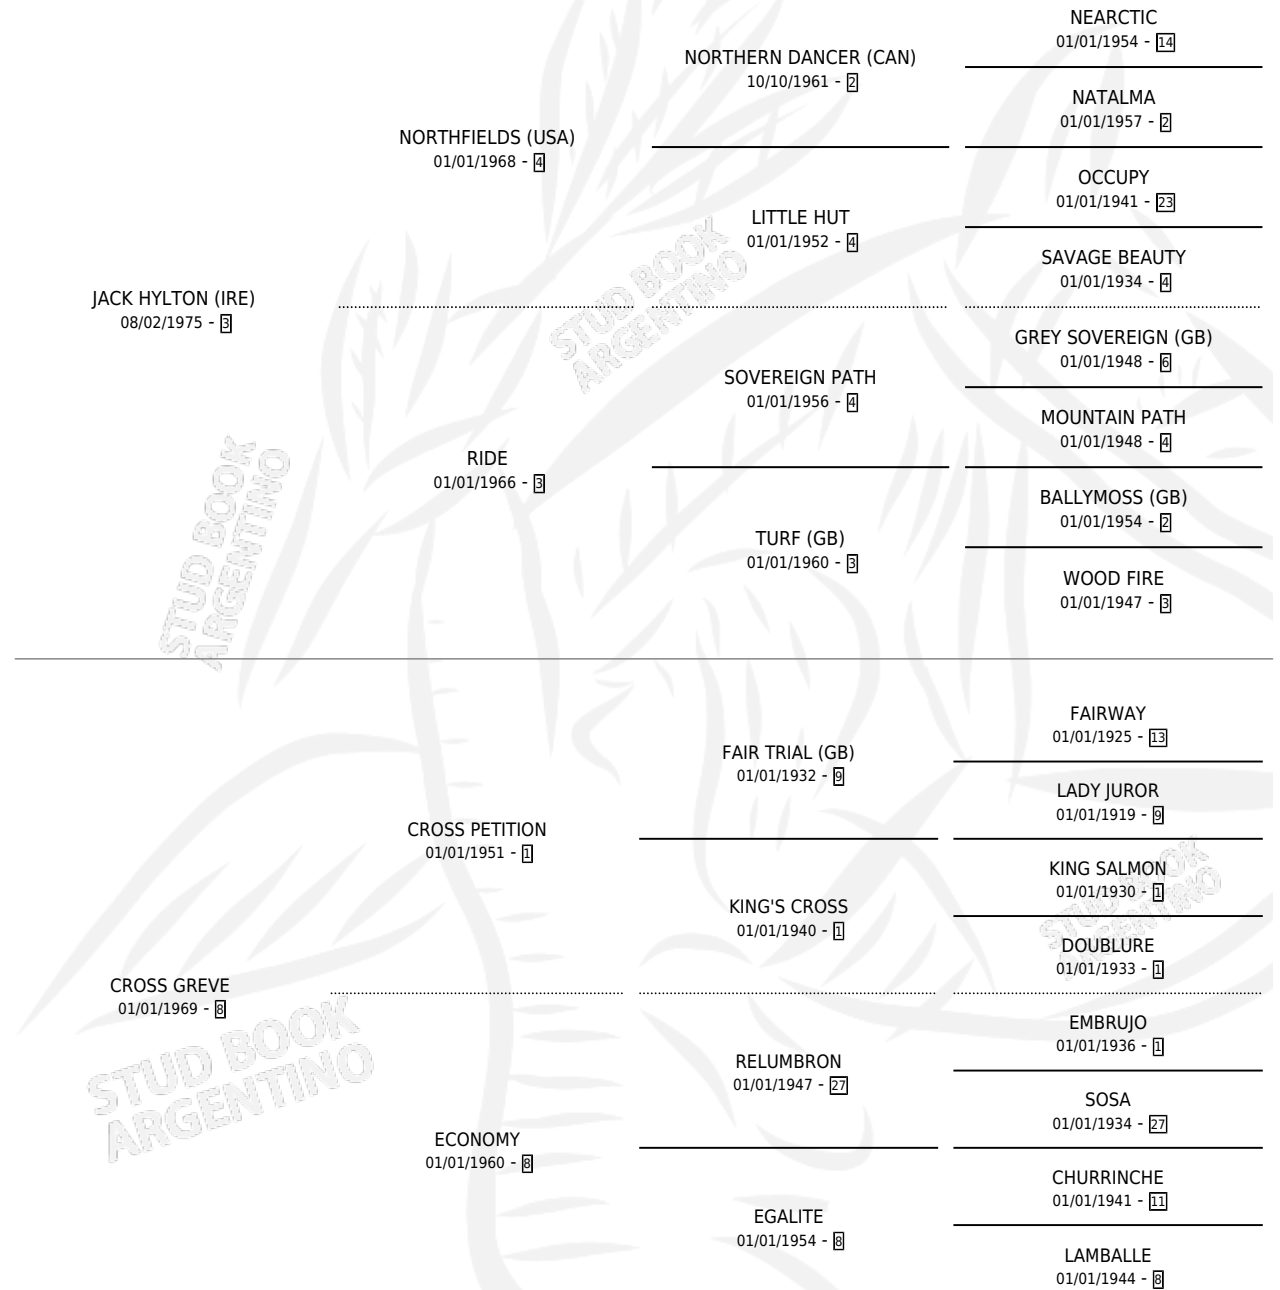 NEARCTIC
01/01/1954 - 14
NORTHERN DANCER (CAN)
10/10/1961 - 2
NATALMA
01/01/1957 - 2
NORTHFIELDS (USA)
01/01/1968 - 4
OCCUPY
01/01/1941 - 23
LITTLE HUT
01/01/1952 - 4
SAVAGE BEAUTY
01/01/1934 - 4
JACK HYLTON (IRE)
08/02/1975 - 3
GREY SOVEREIGN (GB)
01/01/1948 - 6
SOVEREIGN PATH
01/01/1956 - 4
MOUNTAIN PATH
01/01/1948 - 4
RIDE
01/01/1966 - 3
BALLYMOSS (GB)
01/01/1954 - 2
TURF (GB)
01/01/1960 - 3
WOOD FIRE
01/01/1947 - 3
FAIRWAY
01/01/1925 - 13
FAIR TRIAL (GB)
01/01/1932 - 9
LADY JUROR
01/01/1919 - 9
CROSS PETITION
01/01/1951 - 1
KING SALMON
01/01/1930 - 1
KING'S CROSS
01/01/1940 - 1
DOUBLURE
01/01/1933 - 1
CROSS GREVE
01/01/1969 - 8
EMBRUJO
01/01/1936 - 1
RELUMBRON
01/01/1947 - 27
SOSA
01/01/1934 - 27
ECONOMY
01/01/1960 - 8
CHURRINCHE
01/01/1941 - 11
EGALITE
01/01/1954 - 8
LAMBALLE
01/01/1944 - 8
STUD BOOK
ARGENTINO
STUD BOOK
ARGENTINO
STUD BOOK
ARGENTINO
STUD BOOK
ARGENTINO